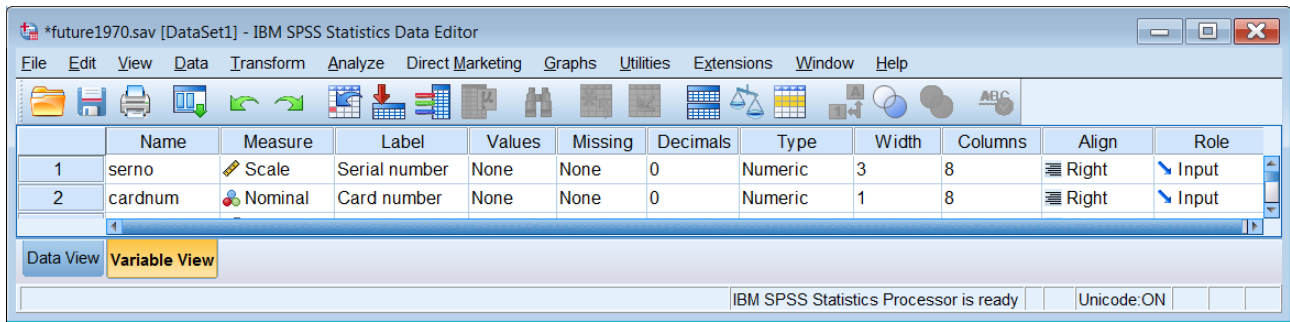 *future1970.sav [DataSet1] - IBM SPSS Statistics Data Editor
File Edit View Data Transform Analyze Direct Marketing Graphs Utilities Extensions Window Help
Name Measure Label Values Missing Decimals Type Width Columns Align Role
1 serno Scale Serial number None None 0 Numeric 3 8 Right Input
2 cardnum Nominal Card number None None 0 Numeric 1 8 Right Input
Data View Variable View
IBM SPSS Statistics Processor is ready Unicode:ON